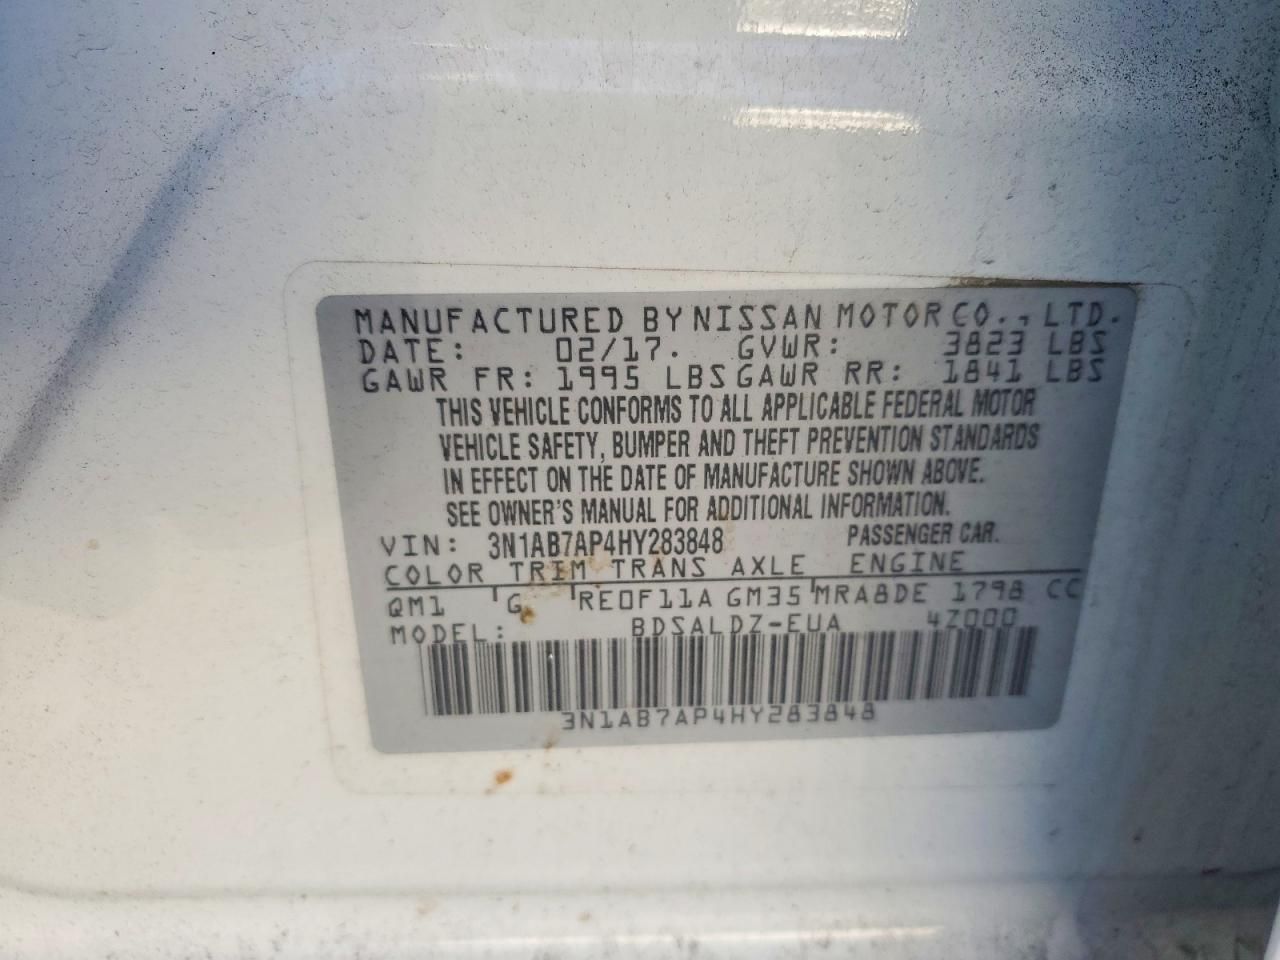 MANUFACTURED BY NISSAN MOTOR CO., LTD.
DATE: 02/17. GVWR: 3823 LBS
GAWR FR: 1995 LBS GAWR RR: 1841 LBS
THIS VEHICLE CONFORMS TO ALL APPLICABLE FEDERAL MOTOR
VEHICLE SAFETY, BUMPER AND THEFT PREVENTION STANDARDS
IN EFFECT ON THE DATE OF MANUFACTURE SHOWN ABOVE.
SEE OWNER'S MANUAL FOR ADDITIONAL INFORMATION.
VIN: 3N1AB7AP4HY283848 PASSENGER CAR.
COLOR TRIM TRANS AXLE ENGINE
QM1 G RE0F11A GM35 MRA8DE 1798 CC
MODEL: BDSALDZ-EUA 4Z000
3N1AB7AP4HY283848